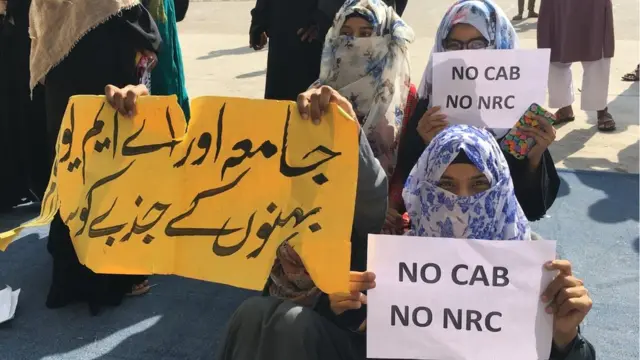 جامعہ اور اے ایم یو
بہنوں کے جذبے کو
NO CAB
NO NRC
NO CAB
NO NRC